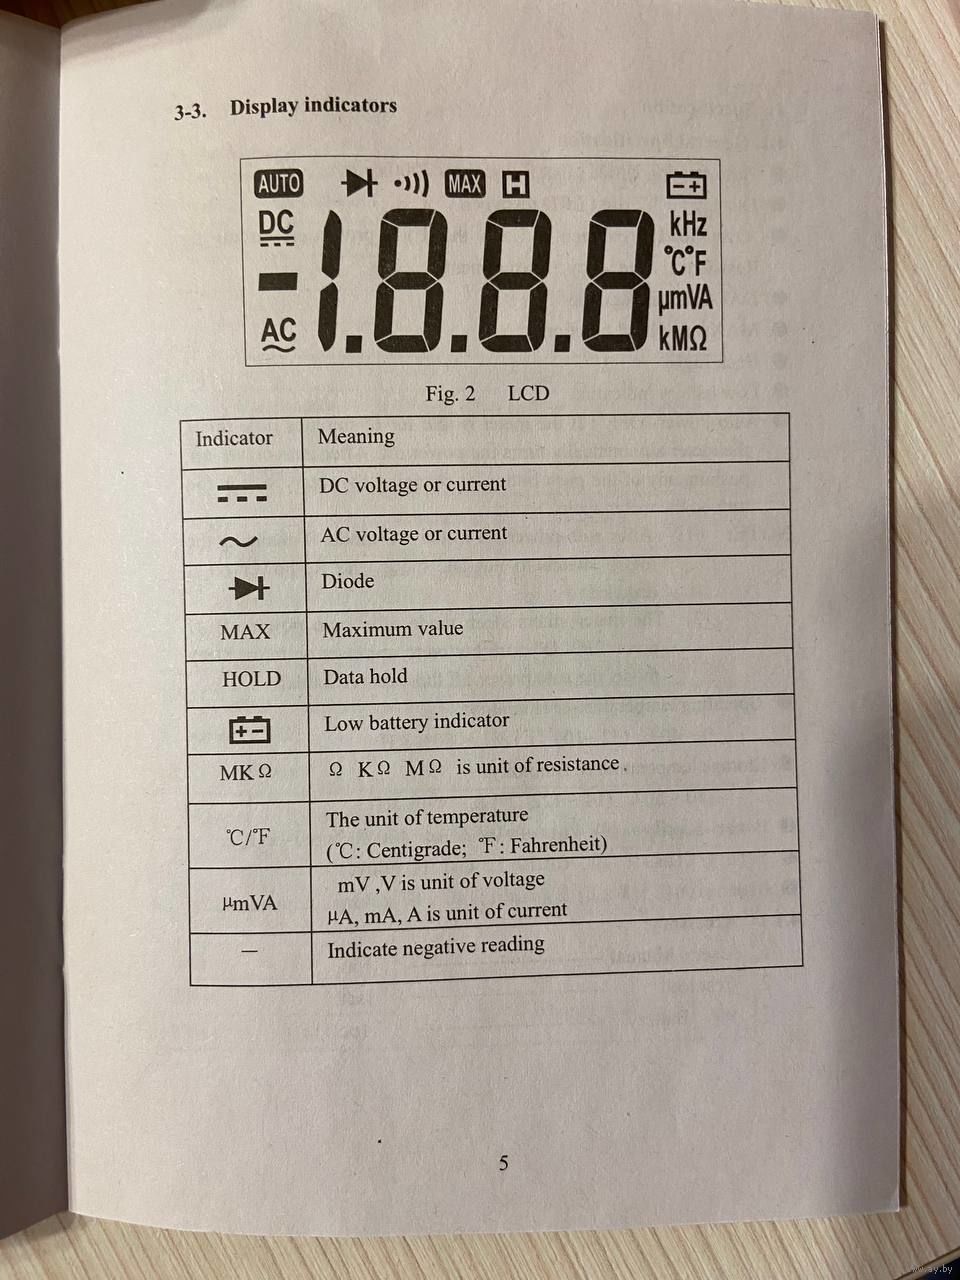 3-3. Display indicators
AUTO MAX H
DC kHz
-1.8.8.8 °C°F
µmVA
AC kMΩ
Fig. 2 LCD
Indicator Meaning
DC voltage or current
AC voltage or current
Diode
MAX Maximum value
HOLD Data hold
Low battery indicator
MKΩ Ω KΩ MΩ is unit of resistance.
℃/℉ The unit of temperature
(℃: Centigrade; ℉: Fahrenheit)
µmVA mV ,V is unit of voltage
µA, mA, A is unit of current
— Indicate negative reading
5